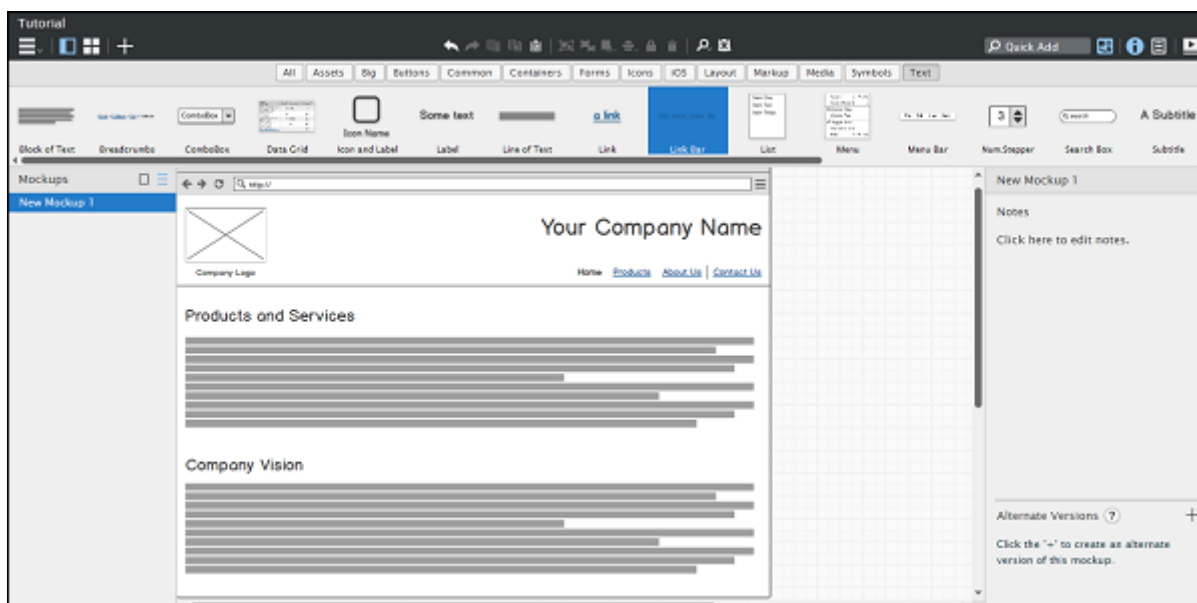 Tutorial
Quick Add
All Assets Big Buttons Common Containers Forms Icons iOS Layout Markup Media Symbols Text
ComboBox
Icon Name
Some text
a link
3
search
A Subtitle
Block of Text Breadcrumbs ComboBox Data Grid Icon and Label Label Line of Text Link Link Bar List Menu Menu Bar Num.Stepper Search Box Subtitle
Mockups
New Mockup 1
http://
New Mockup 1
Your Company Name
Company Logo
Home Products About Us Contact Us
Products and Services
Company Vision
Notes
Click here to edit notes.
Alternate Versions ?
Click the '+' to create an alternate
version of this mockup.